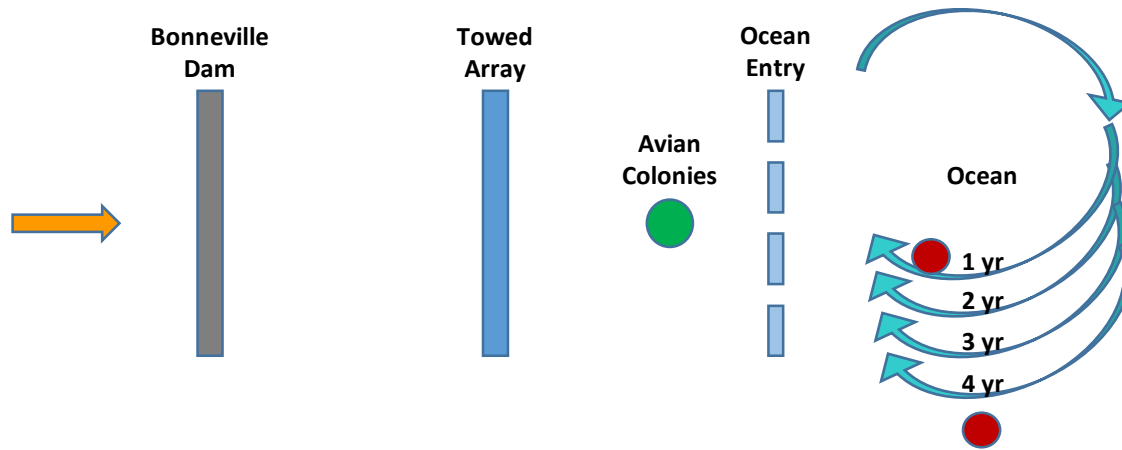 Bonneville
Dam
Towed
Array
Ocean
Entry
Avian
Colonies
Ocean
1 yr
2 yr
3 yr
4 yr